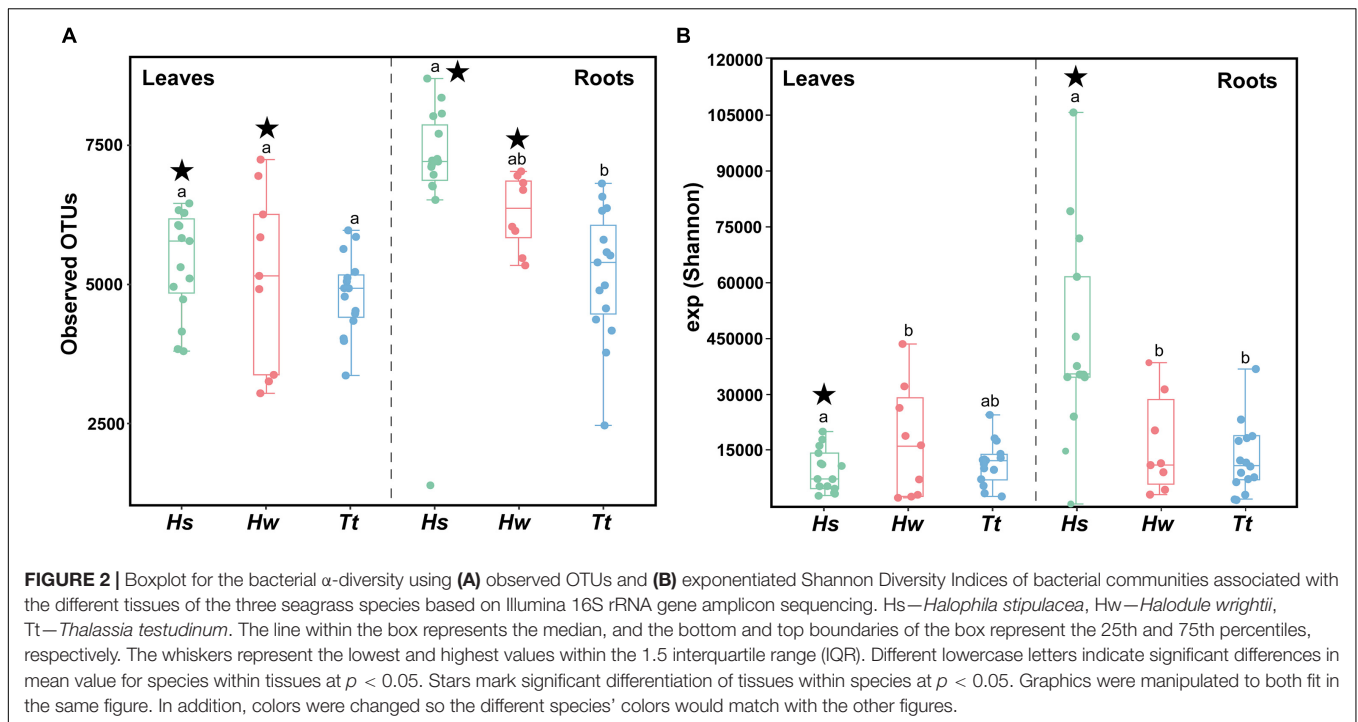 A
B
Leaves
Roots
Observed OTUs
7500
5000
2500
a
a
a
a
ab
b
Hs
Hw
Tt
Hs
Hw
Tt
Leaves
Roots
exp (Shannon)
120000
105000
90000
75000
60000
45000
30000
15000
a
b
ab
a
b
b
Hs
Hw
Tt
Hs
Hw
Tt
FIGURE 2 | Boxplot for the bacterial α-diversity using (A) observed OTUs and (B) exponentiated Shannon Diversity Indices of bacterial communities associated with
the different tissues of the three seagrass species based on Illumina 16S rRNA gene amplicon sequencing. Hs—Halophila stipulacea, Hw—Halodule wrightii,
Tt—Thalassia testudinum. The line within the box represents the median, and the bottom and top boundaries of the box represent the 25th and 75th percentiles,
respectively. The whiskers represent the lowest and highest values within the 1.5 interquartile range (IQR). Different lowercase letters indicate significant differences in
mean value for species within tissues at p < 0.05. Stars mark significant differentiation of tissues within species at p < 0.05. Graphics were manipulated to both fit in
the same figure. In addition, colors were changed so the different species' colors would match with the other figures.